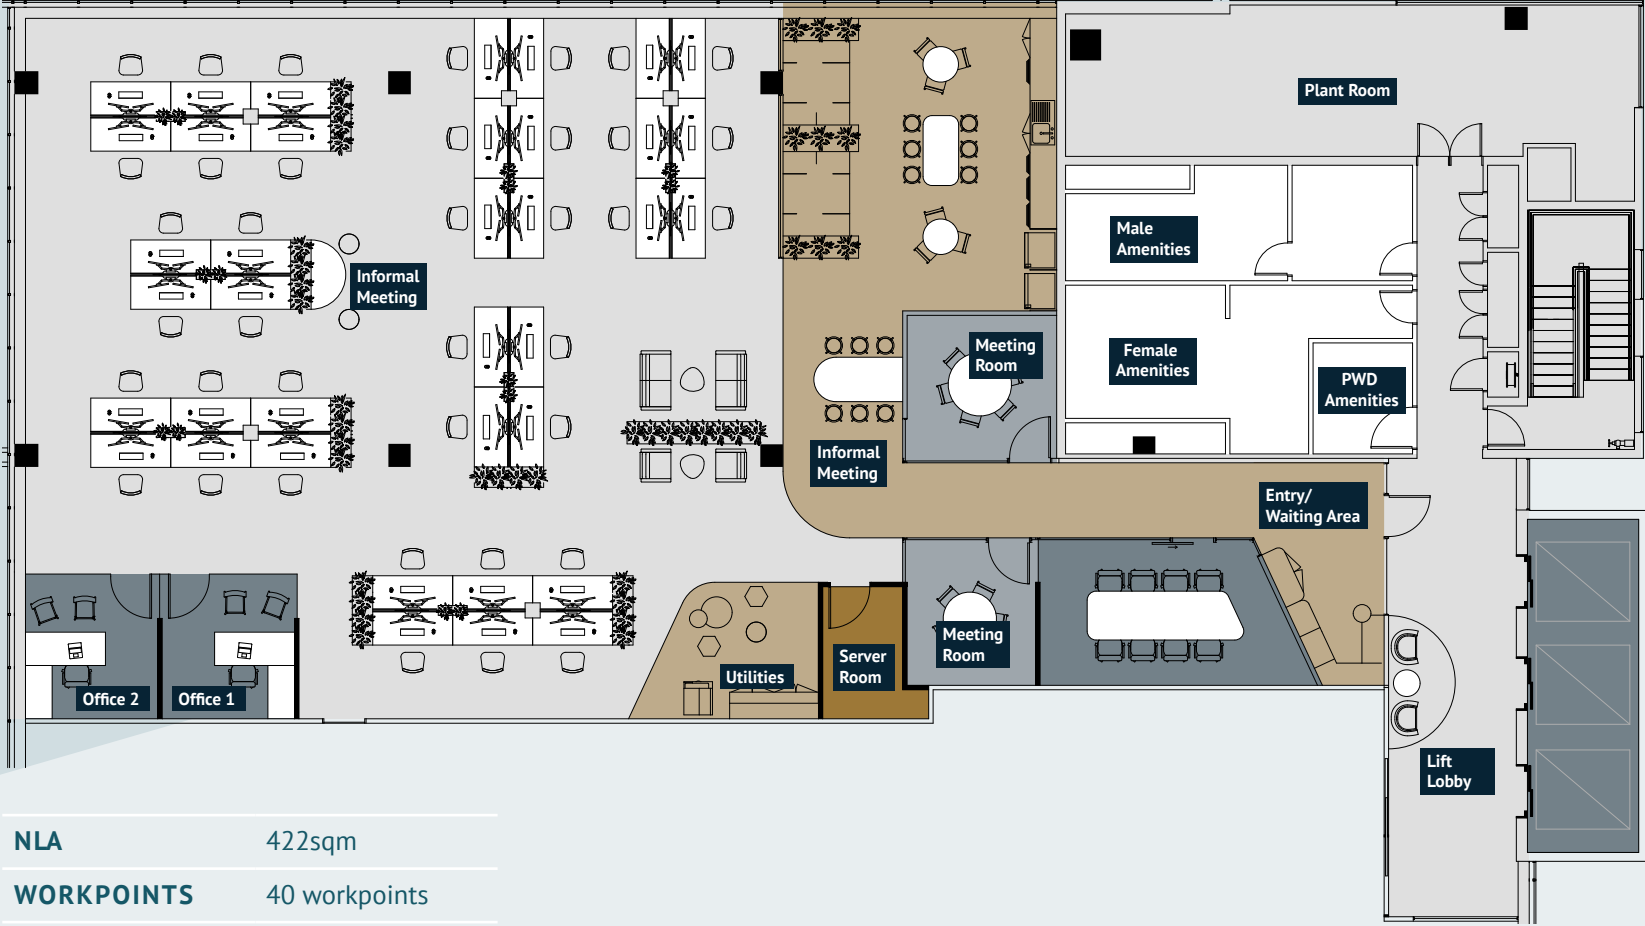 Plant Room
Male
Amenities
Informal
Meeting
Meeting
Room
Female
Amenities
PWD
Amenities
Informal
Meeting
Entry/
Waiting Area
Meeting
Room
Server
Room
Utilities
Office 2
Office 1
Lift
Lobby
NLA 422sqm
WORKPOINTS 40 workpoints